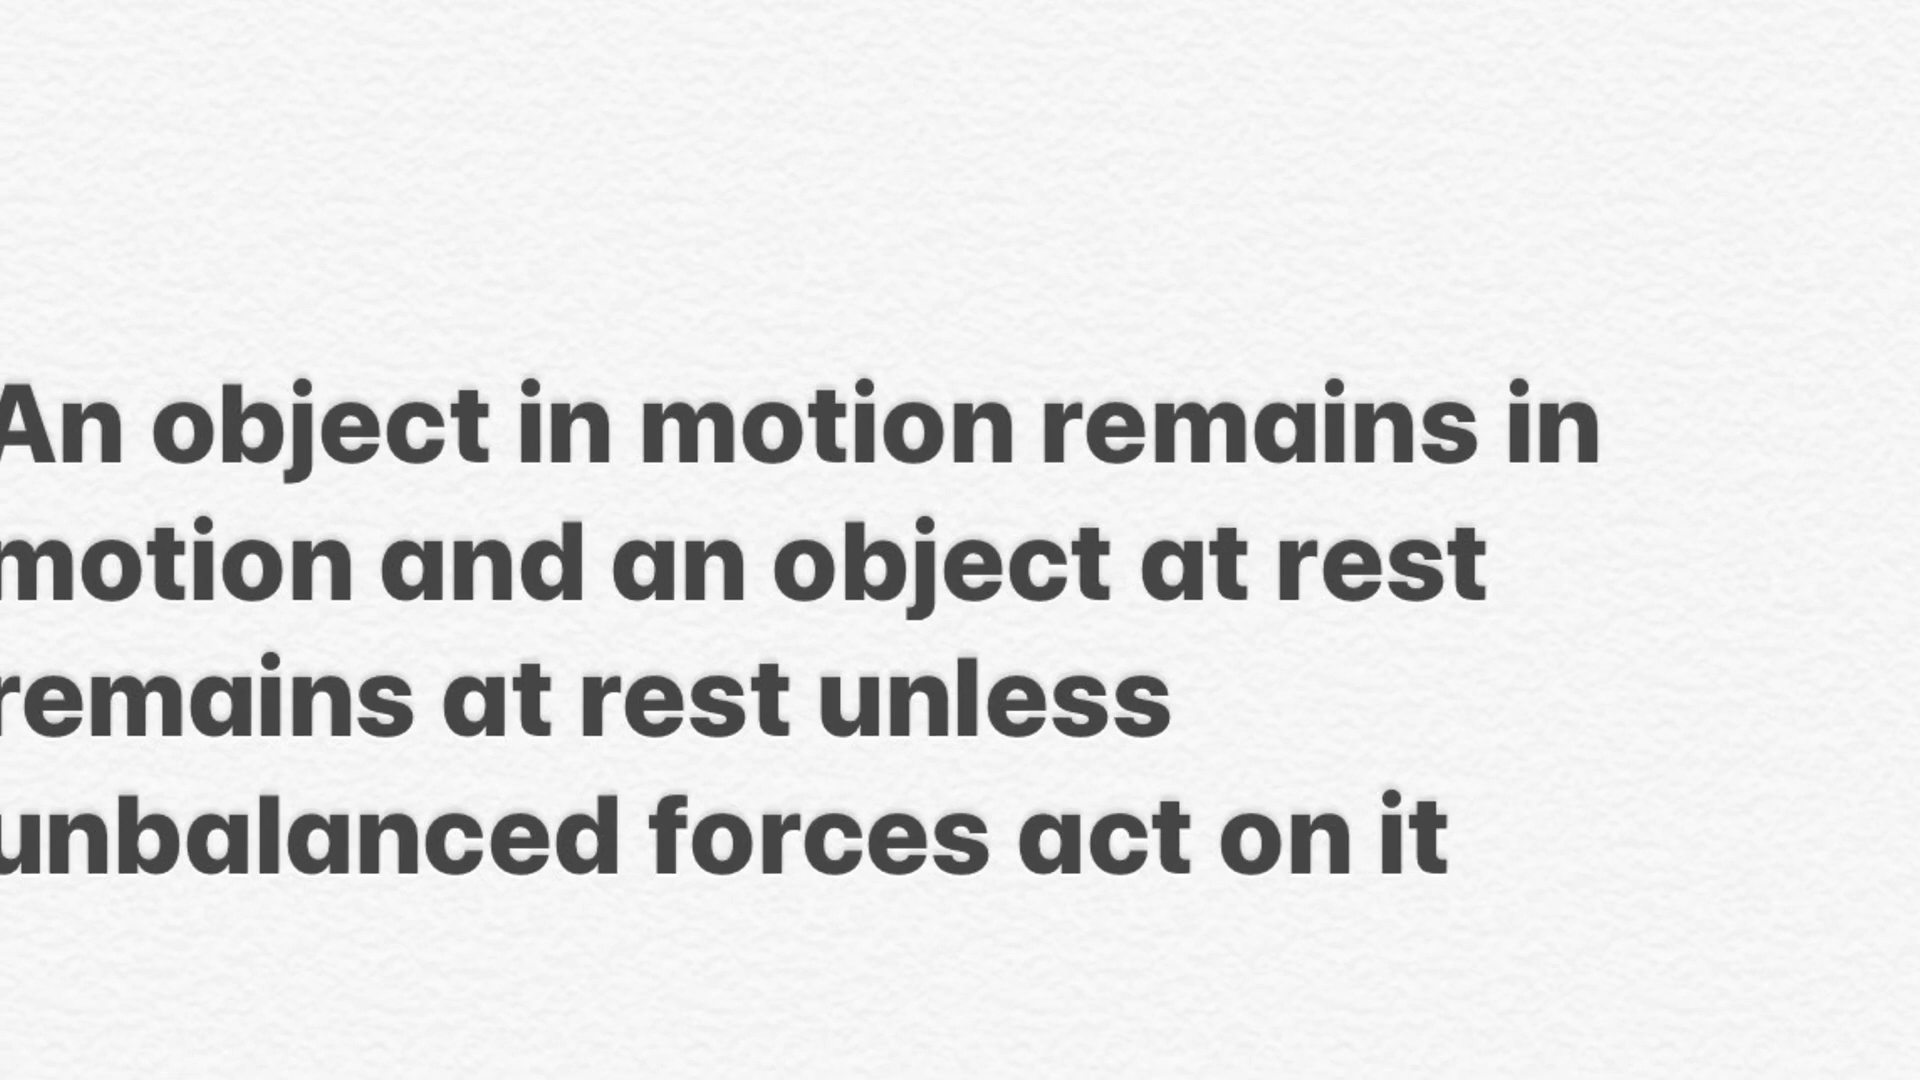 An object in motion remains in
motion and an object at rest
remains at rest unless
unbalanced forces act on it